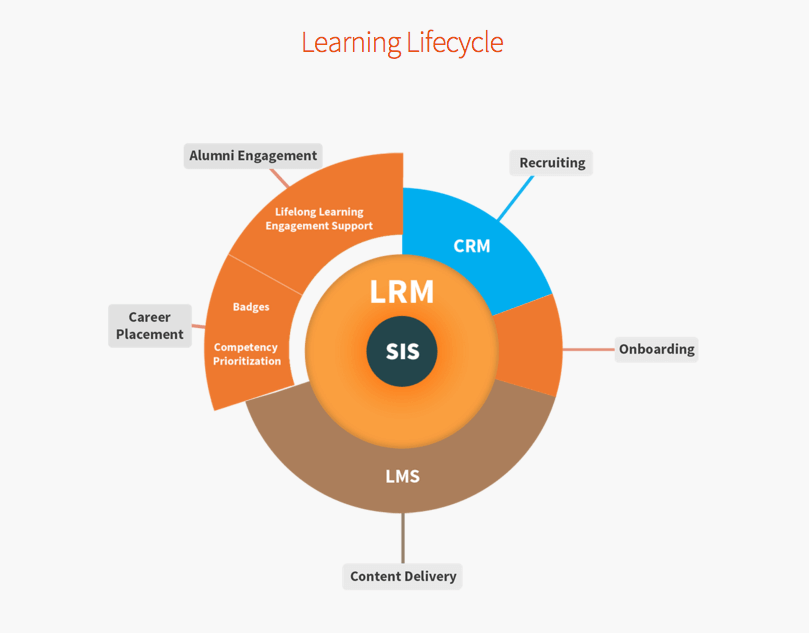 Learning Lifecycle
Alumni Engagement
Recruiting
Lifelong Learning
Engagement Support
CRM
LRM
Badges
Career
Placement
Competency
Prioritization
SIS
Onboarding
LMS
Content Delivery